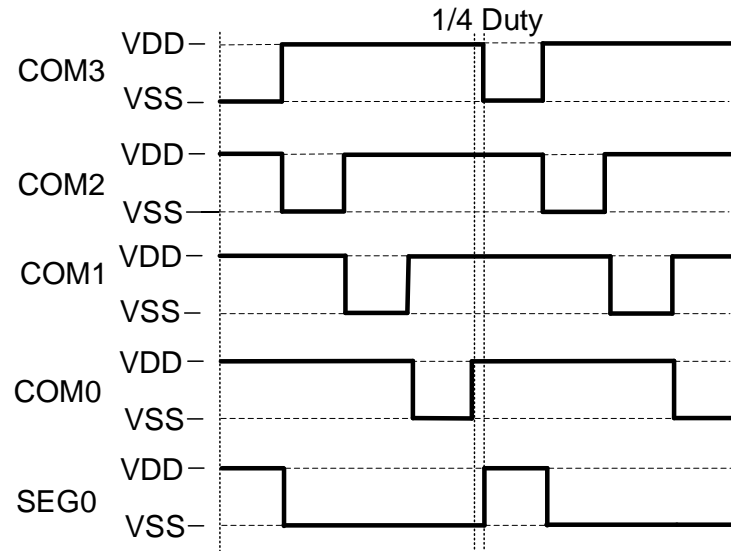 1/4 Duty
VDD
COM3
VSS
VDD
COM2
VSS
VDD
COM1
VSS
VDD
COM0
VSS
VDD
SEG0
VSS